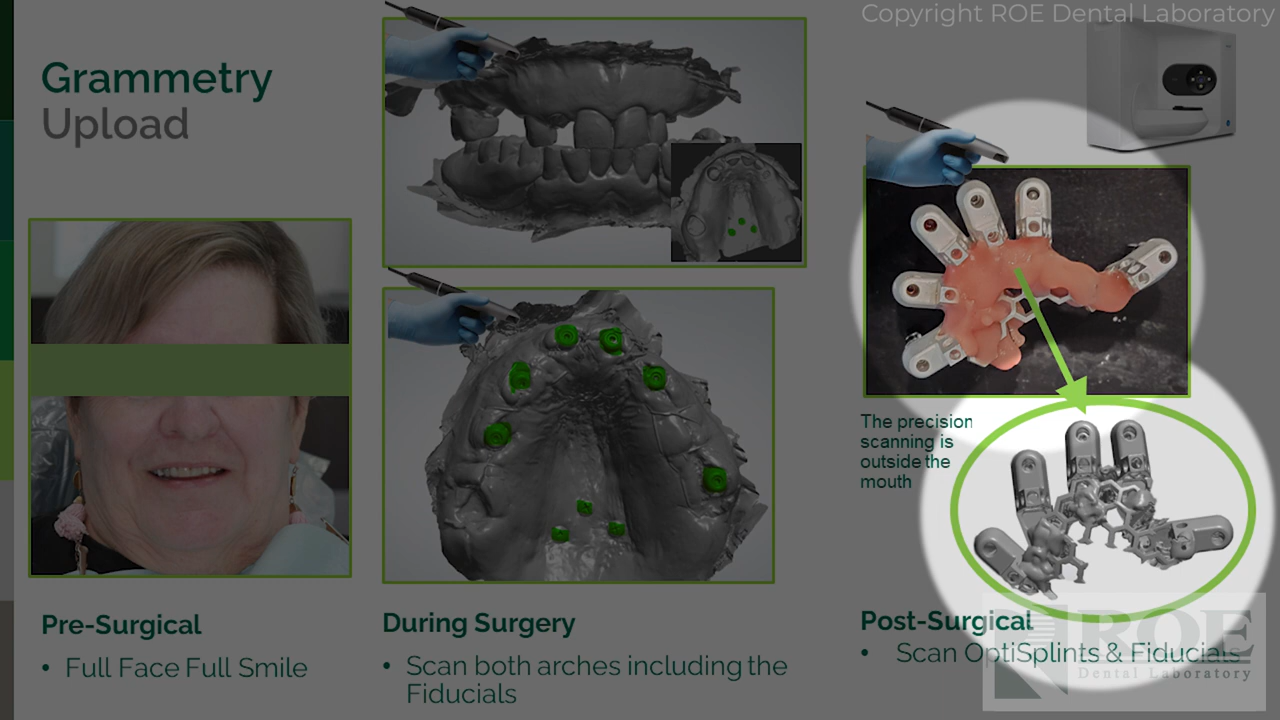 Copyright ROE Dental Laboratory
Grammetry
Upload
The precision
scanning is
outside the
mouth
Pre-Surgical
• Full Face Full Smile
During Surgery
• Scan both arches including the
Fiducials
Post-Surgical
• Scan OptiSplints & Fiducials
ROE
Dental Laboratory